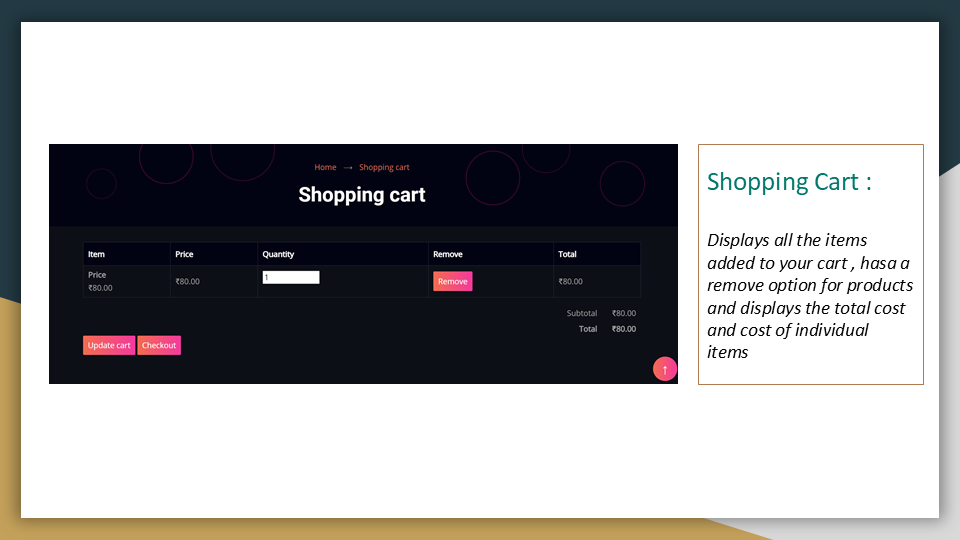 Home → Shopping cart
Shopping cart
Item Price Quantity Remove Total
Price
₹80.00 ₹80.00 1 Remove ₹80.00
Subtotal ₹80.00
Total ₹80.00
Update cart Checkout
↑
Shopping Cart :
Displays all the items
added to your cart , hasa a
remove option for products
and displays the total cost
and cost of individual
items